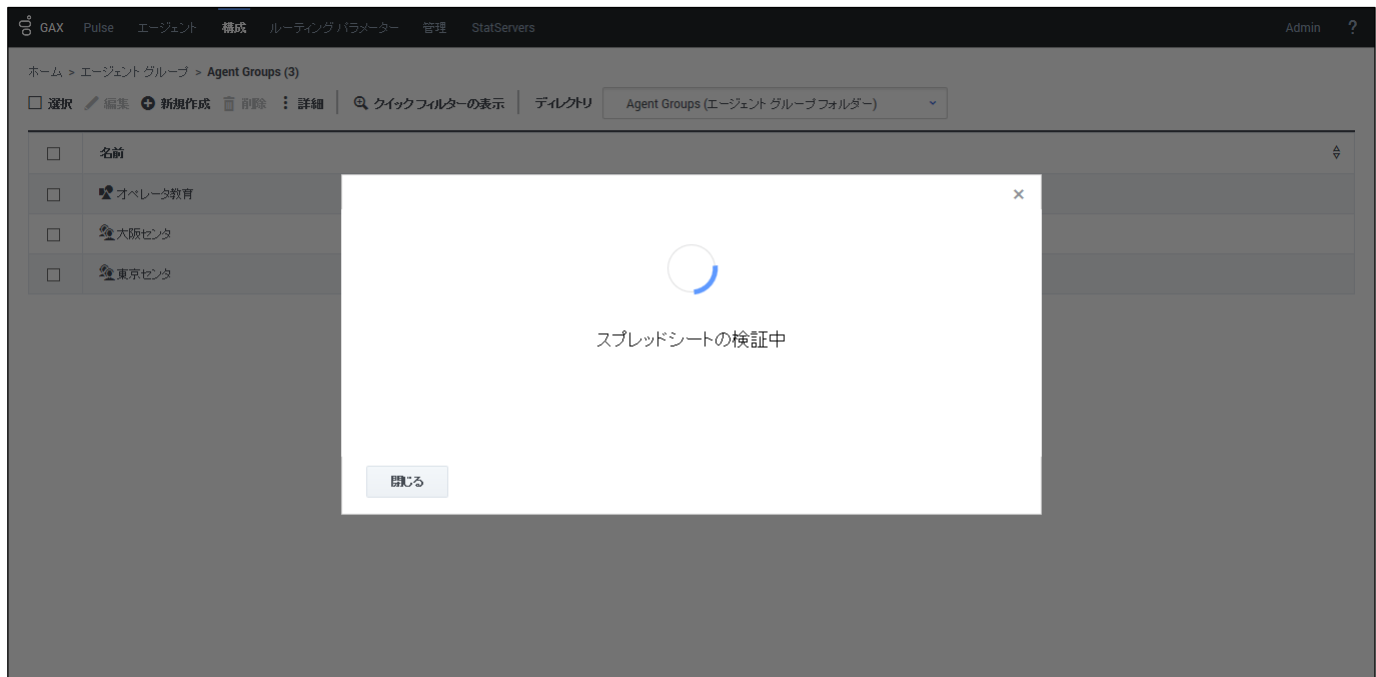 GAX Pulse エージェント 構成 ルーティング パラメーター 管理 StatServers Admin ?
ホーム > エージェント グループ > Agent Groups (3)
選択 編集 新規作成 削除 詳細 クイック フィルターの表示 ディレクトリ Agent Groups (エージェント グループ フォルダー)
名前
オペレータ教育
大阪センタ
東京センタ
×
スプレッドシートの検証中
閉じる